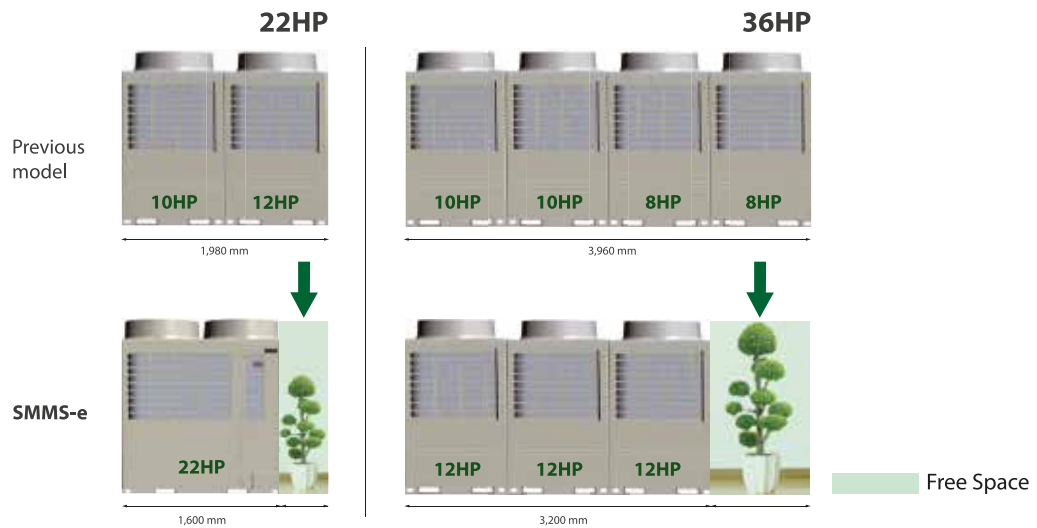 22HP
36HP
Previous
model
10HP
12HP
10HP
10HP
8HP
8HP
1,980 mm
3,960 mm
SMMS-e
22HP
12HP
12HP
12HP
Free Space
1,600 mm
3,200 mm